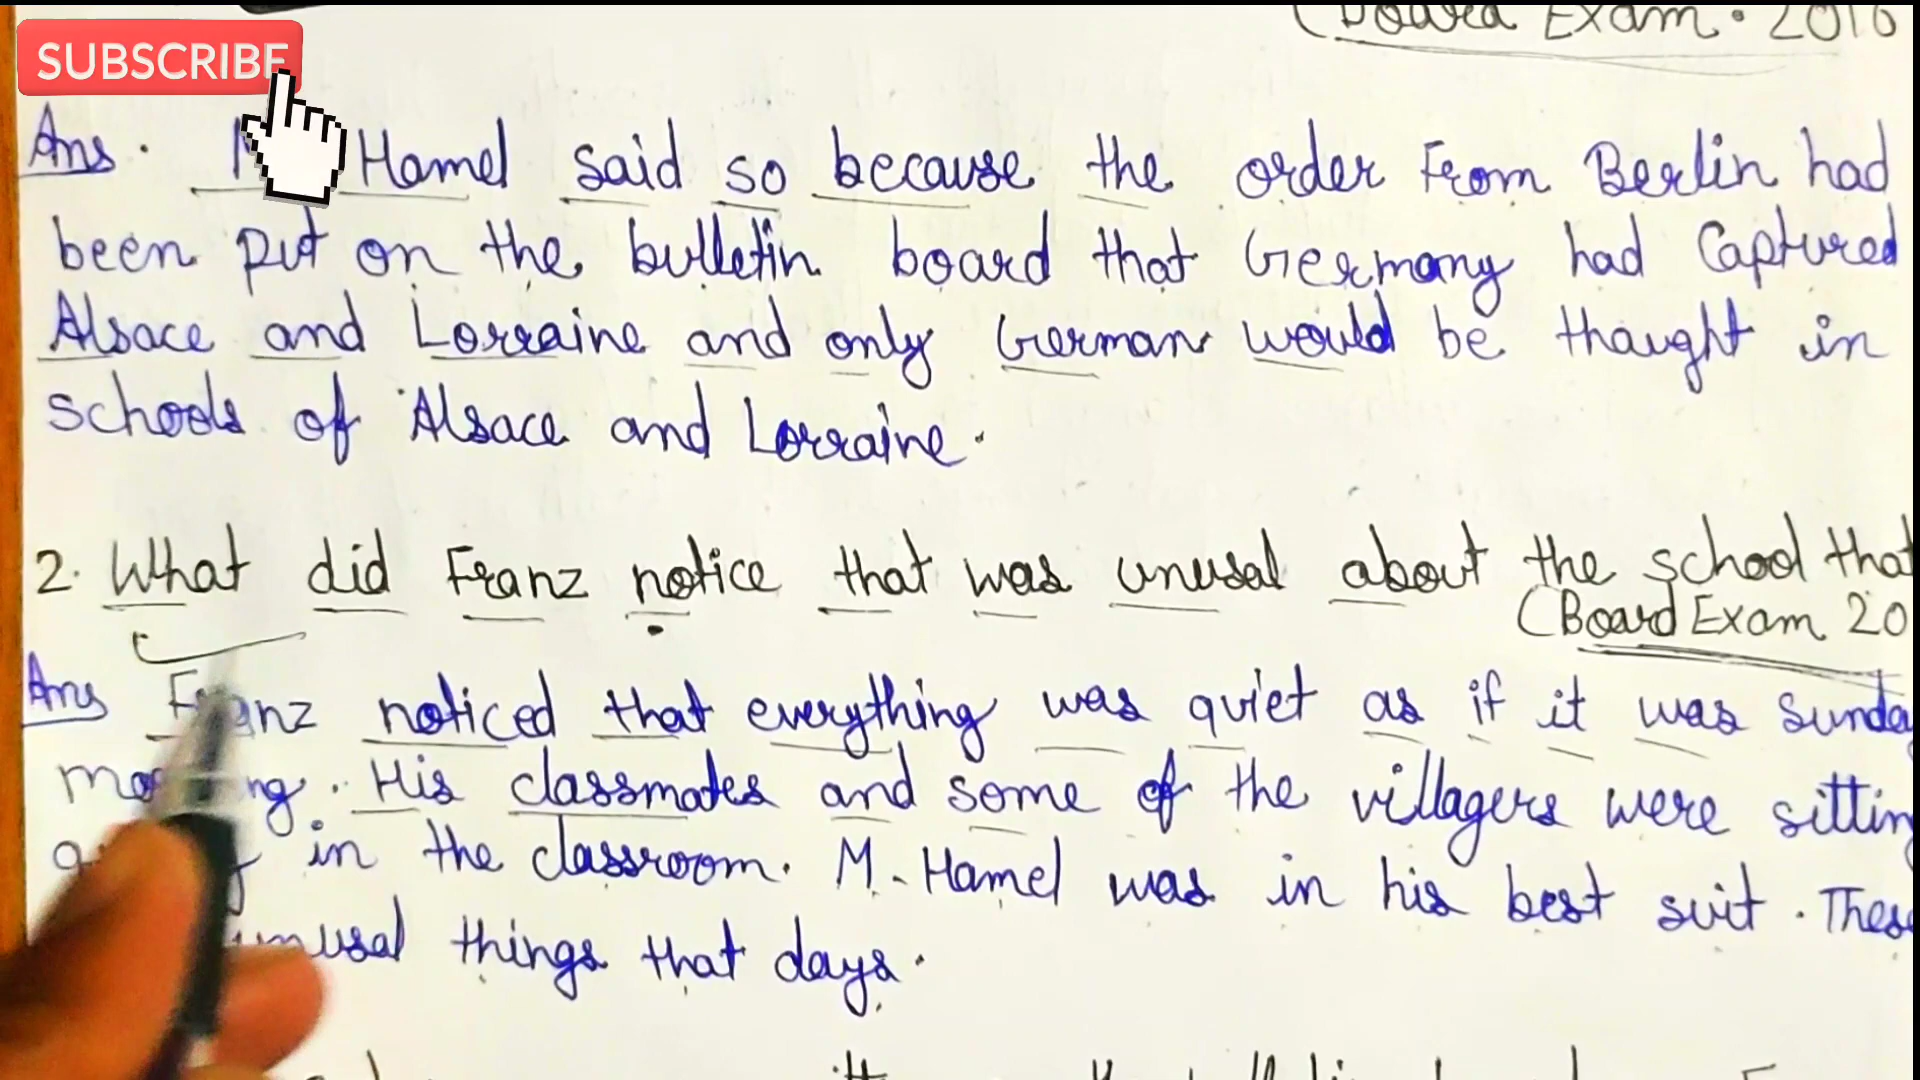 (Board Exam. 2016
SUBSCRIBE
Ans. Hamel said so because the order from Berlin had
been put on the bulletin board that Germany had Captured
Alsace and Lorraine and only German would be thaught in
schools of Alsace and Lorraine.
2. What did Franz notice that was unusal about the school that
(Board Exam 20
Ans Franz noticed that everything was quiet as if it was Sunda
morning. His classmates and some of the villagers were sittin
in the classroom. M. Hamel was in his best suit. These
unusal things that days.